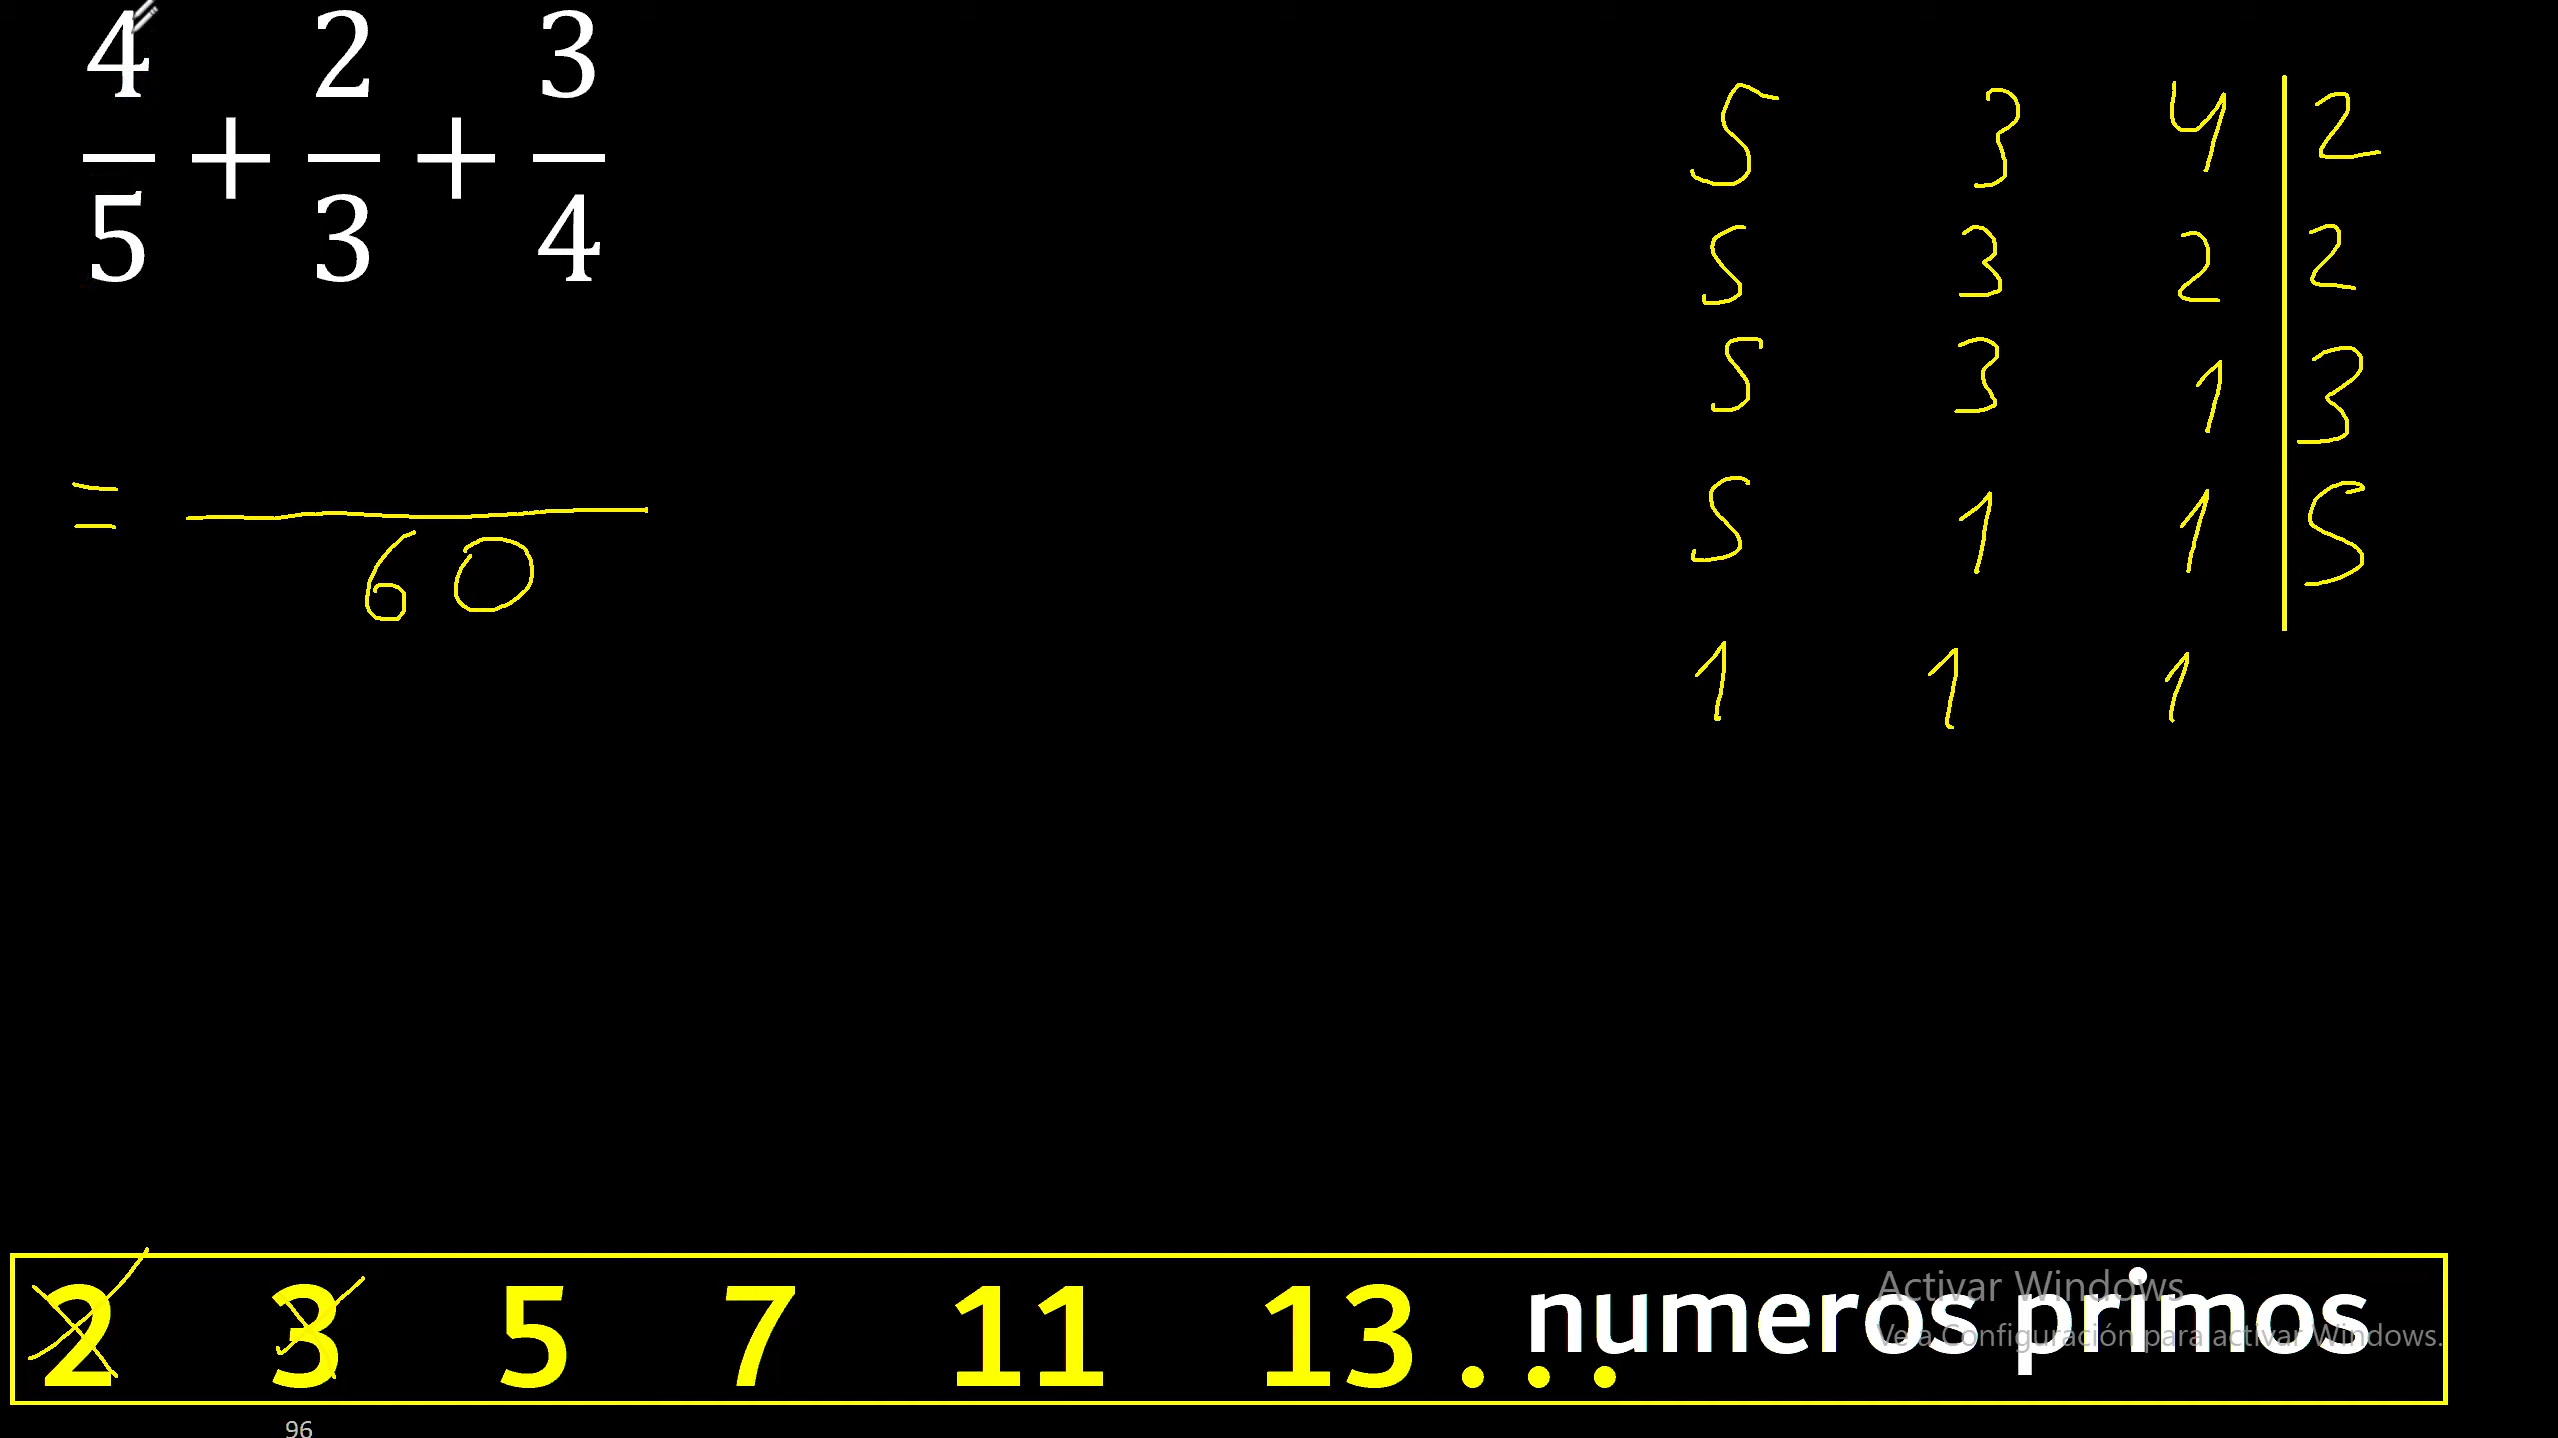 4/5 + 2/3 + 3/4
= /60
5 3 4 | 2
5 3 2 | 2
5 3 1 | 3
5 1 1 | 5
1 1 1
2 3 5 7 11 13 ... numeros primos
Activar Windows
Ve a Configuración para activar Windows.
96